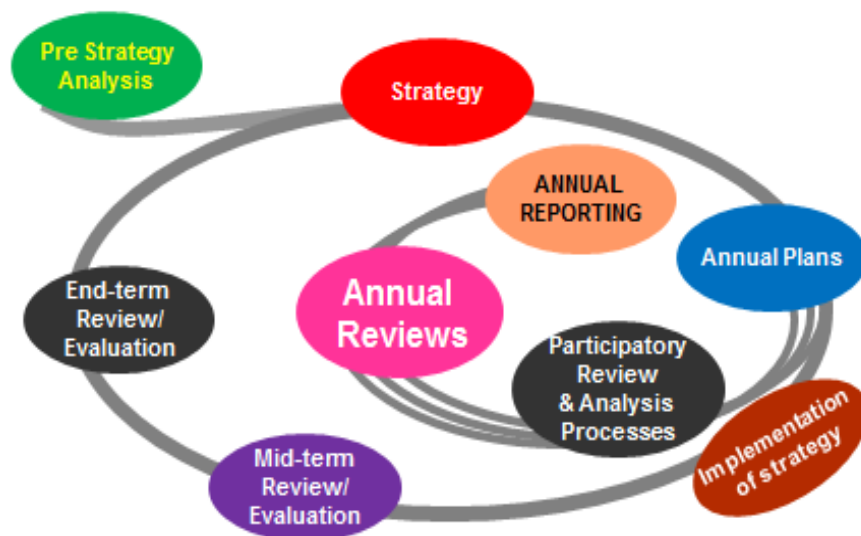 Pre Strategy
Analysis
Strategy
ANNUAL
REPORTING
Annual Plans
Annual
Reviews
End-term
Review/
Evaluation
Participatory
Review
& Analysis
Processes
Implementation
of strategy
Mid-term
Review/
Evaluation